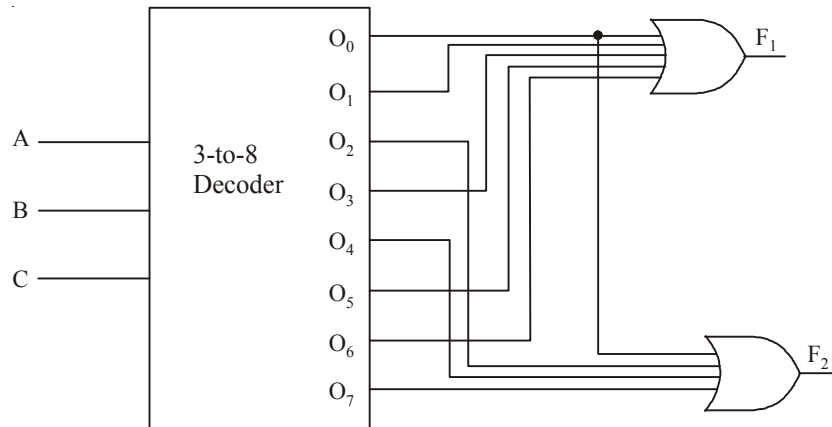 O₀
F₁
O₁
A
O₂
3-to-8
Decoder
O₃
B
O₄
C
O₅
O₆
F₂
O₇